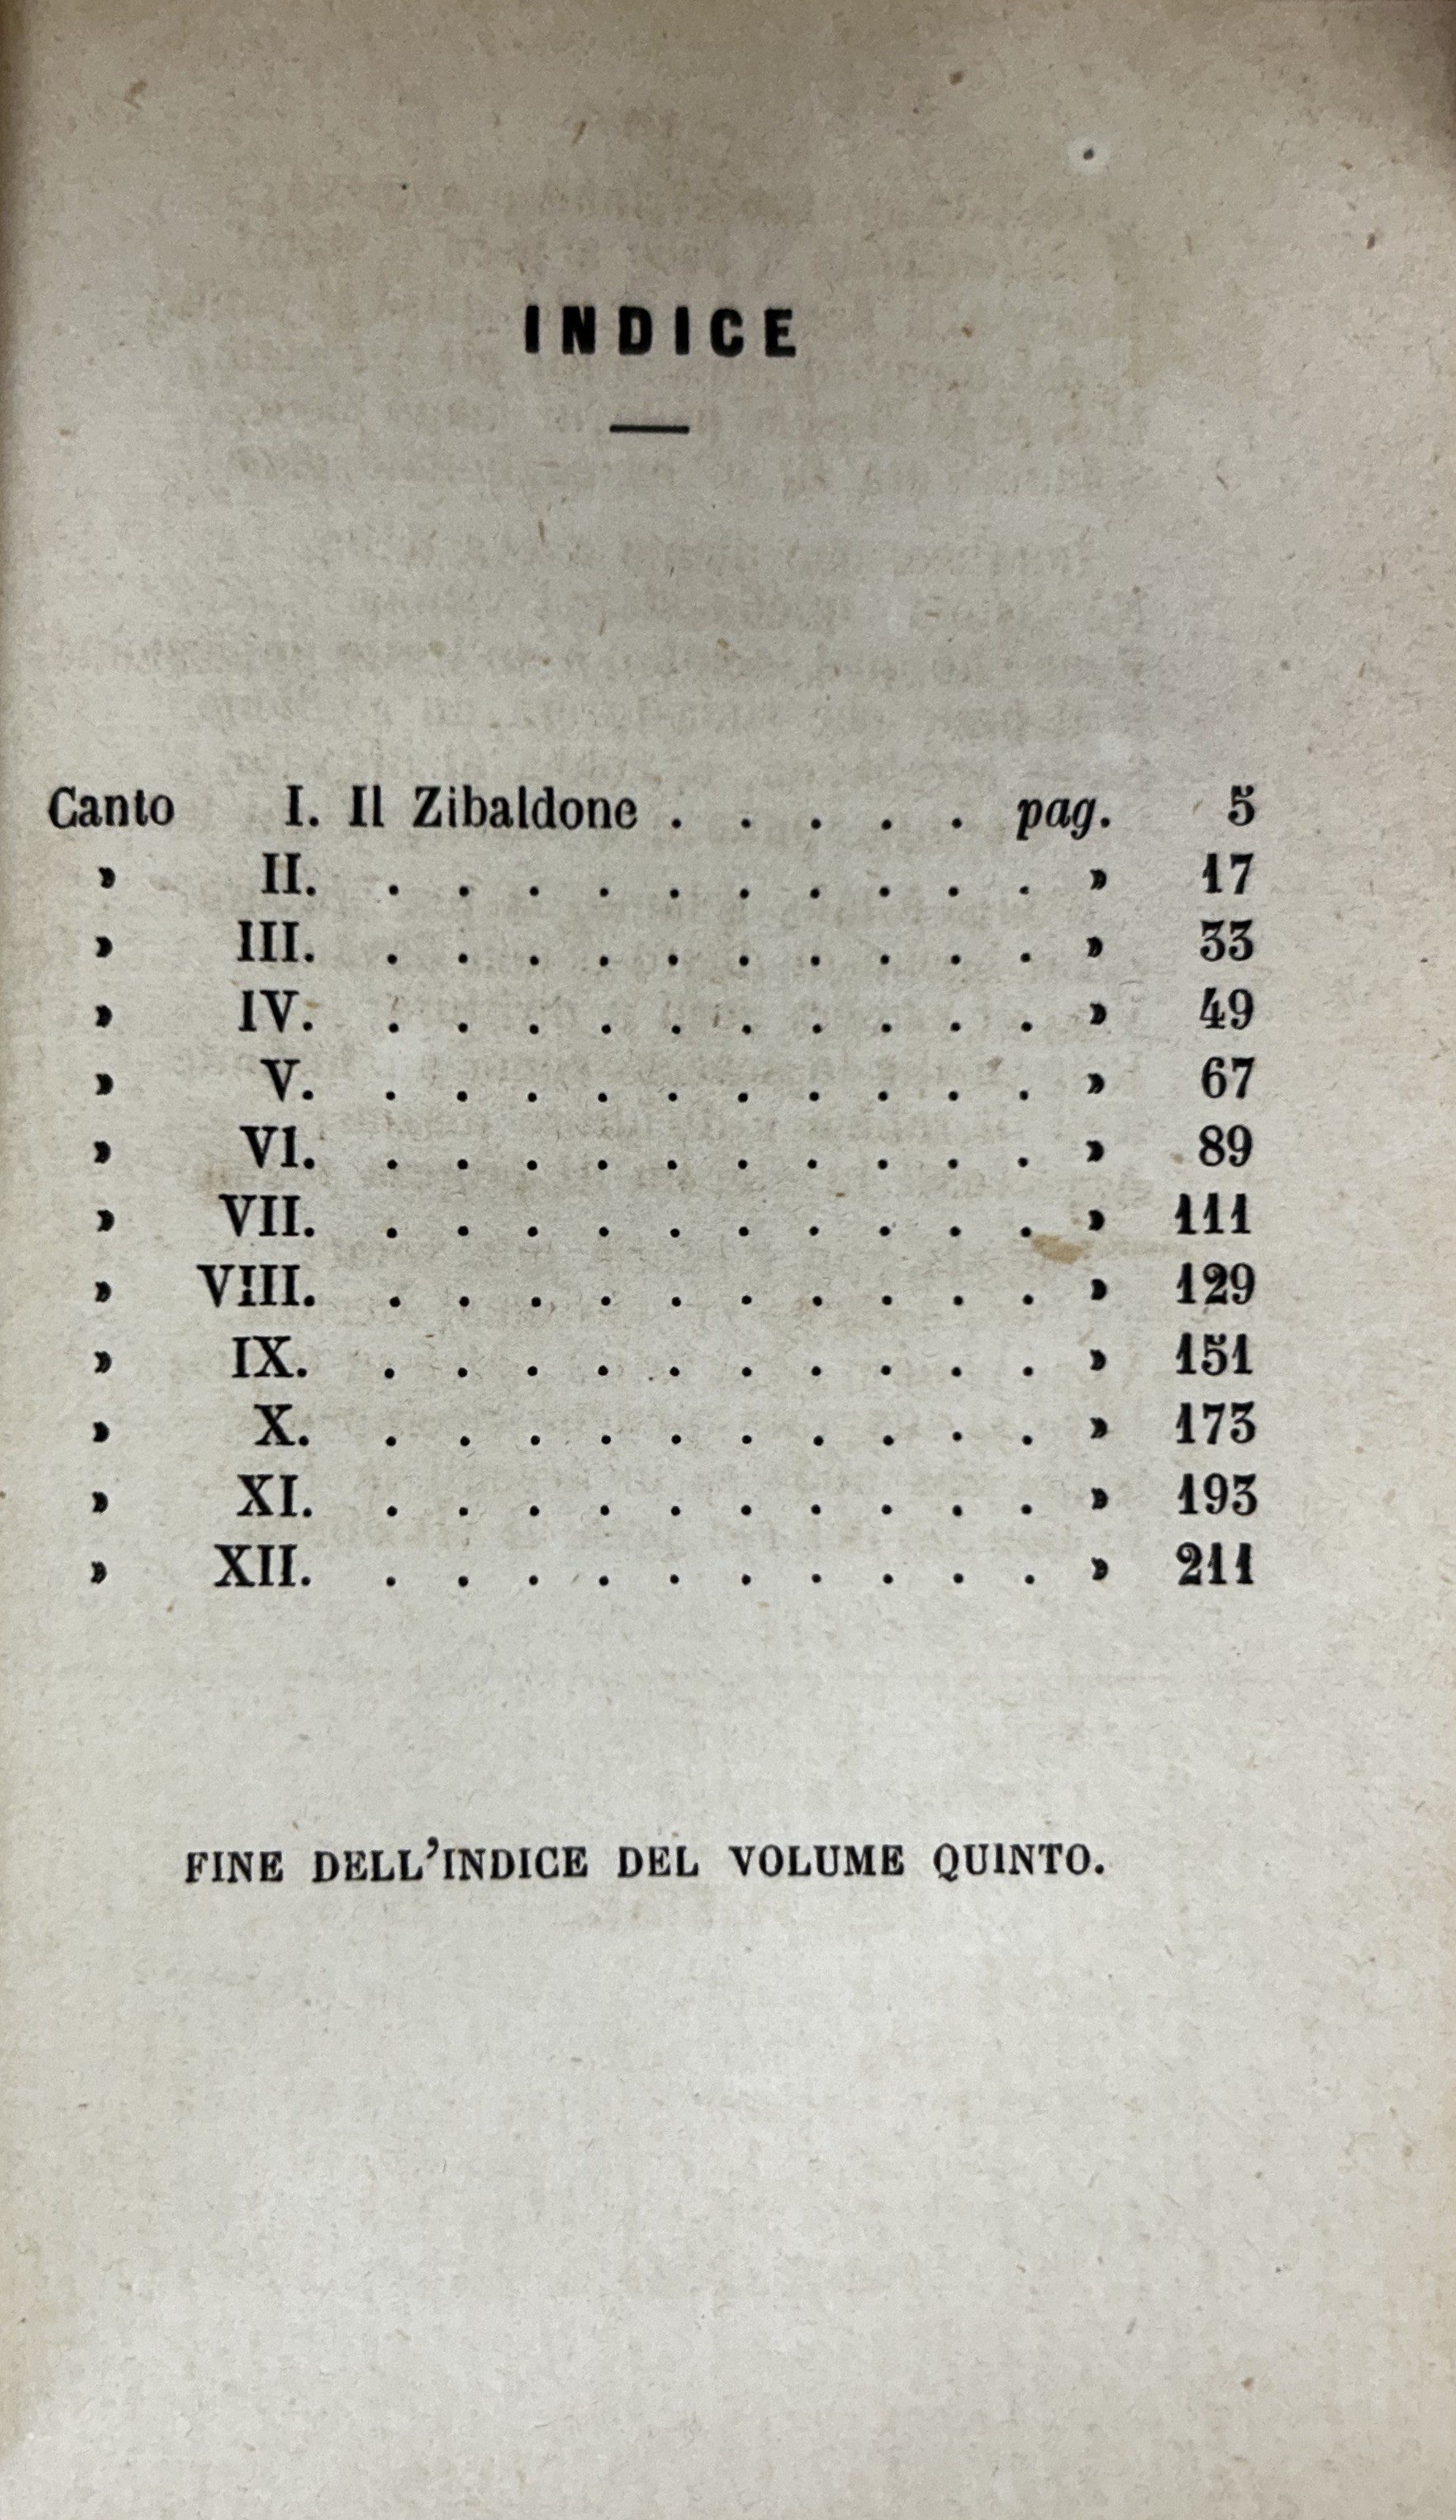 INDICE
Canto I. Il Zibaldone . . . . . pag. 5
» II. . . . . . . . . . . » 17
» III. . . . . . . . . . . » 33
» IV. . . . . . . . . . . » 49
» V. . . . . . . . . . . » 67
» VI. . . . . . . . . . . » 89
» VII. . . . . . . . . . . » 111
» VIII. . . . . . . . . . . » 129
» IX. . . . . . . . . . . » 151
» X. . . . . . . . . . . » 173
» XI. . . . . . . . . . . » 193
» XII. . . . . . . . . . . » 211
FINE DELL'INDICE DEL VOLUME QUINTO.